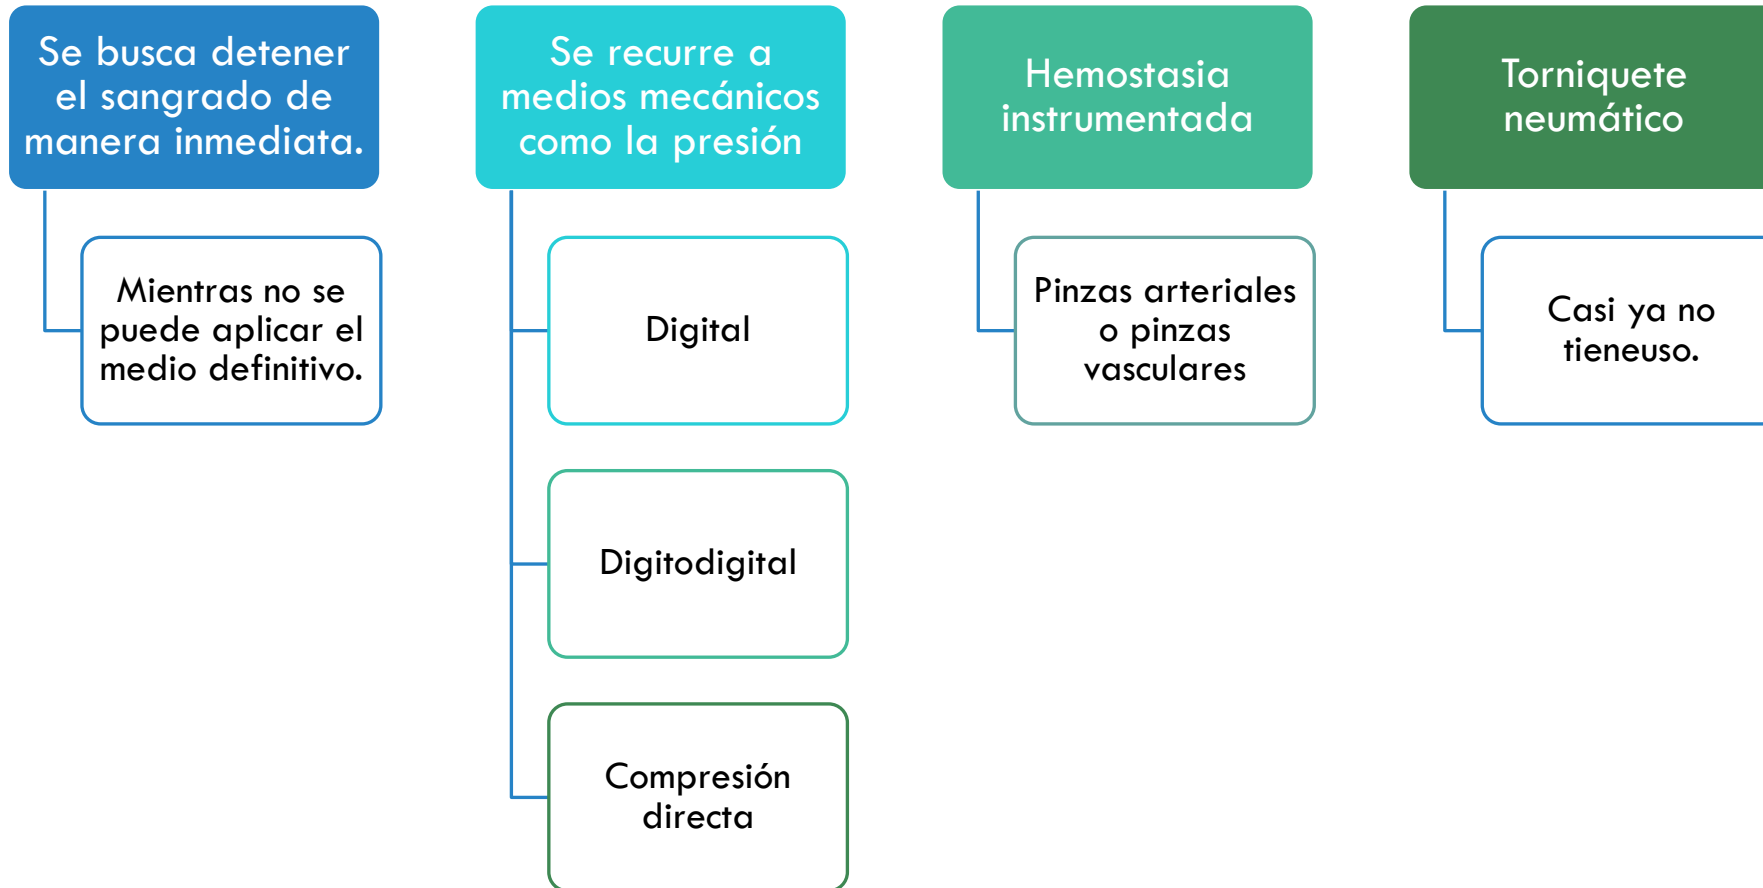 Se busca detener
el sangrado de
manera inmediata.
Mientras no se
puede aplicar el
medio definitivo.
Se recurre a
medios mecánicos
como la presión
Digital
Digitodigital
Compresión
directa
Hemostasia
instrumentada
Pinzas arteriales
o pinzas
vasculares
Torniquete
neumático
Casi ya no
tieneuso.